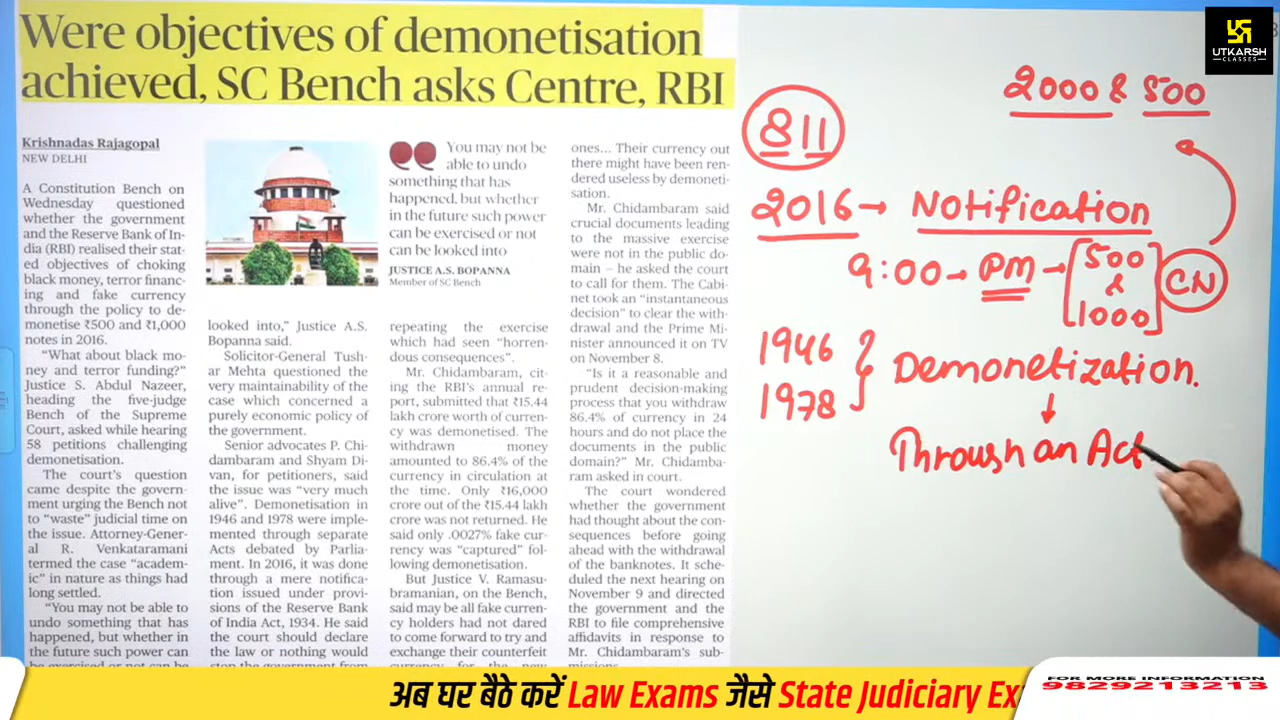 Were objectives of demonetisation
achieved, SC Bench asks Centre, RBI
Krishnadas Rajagopal
NEW DELHI
A Constitution Bench on
Wednesday questioned
whether the government
and the Reserve Bank of In-
dia (RBI) realised their stat-
ed objectives of choking
black money, terror financ-
ing and fake currency
through the policy to de-
monetise ₹500 and ₹1,000
notes in 2016.
“What about black mo-
ney and terror funding?”
Justice S. Abdul Nazeer,
heading the five-judge
Bench of the Supreme
Court, asked while hearing
58 petitions challenging
demonetisation.
The court's question
came despite the govern-
ment urging the Bench not
to “waste” judicial time on
the issue. Attorney-Gener-
al R. Venkataramani
termed the case “academ-
ic” in nature as things had
long settled.
“You may not be able to
undo something that has
happened, but whether in
the future such power can
be exercised or not can be
looked into,” Justice A.S.
Bopanna said.
Solicitor-General Tush-
ar Mehta questioned the
very maintainability of the
case which concerned a
purely economic policy of
the government.
Senior advocates P. Chi-
dambaram and Shyam Di-
van, for petitioners, said
the issue was “very much
alive”. Demonetisation in
1946 and 1978 were imple-
mented through separate
Acts debated by Parlia-
ment. In 2016, it was done
through a mere notifica-
tion issued under provi-
sions of the Reserve Bank
of India Act, 1934. He said
the court should declare
the law or nothing would
stop the government from
You may not be
able to undo
something that has
happened, but whether
in the future such power
can be exercised or not
can be looked into
JUSTICE A.S. BOPANNA
Member of SC Bench
repeating the exercise
which had seen “horren-
dous consequences”.
Mr. Chidambaram, cit-
ing the RBI's annual re-
port, submitted that ₹15.44
lakh crore worth of curren-
cy was demonetised. The
withdrawn money
amounted to 86.4% of the
currency in circulation at
the time. Only ₹16,000
crore out of the ₹15.44 lakh
crore was not returned. He
said only .0027% fake cur-
rency was “captured” fol-
lowing demonetisation.
But Justice V. Ramasu-
bramanian, on the Bench,
said may be all fake curren-
cy holders had not dared
to come forward to try and
exchange their counterfeit
currency for the new
ones... Their currency out
there might have been ren-
dered useless by demoneti-
sation.
Mr. Chidambaram said
crucial documents leading
to the massive exercise
were not in the public do-
main – he asked the court
to call for them. The Cabi-
net took an “instantaneous
decision” to clear the with-
drawal and the Prime Mi-
nister announced it on TV
on November 8.
“Is it a reasonable and
prudent decision-making
process that you withdraw
86.4% of currency in 24
hours and do not place the
documents in the public
domain?” Mr. Chidamba-
ram asked in court.
The court wondered
whether the government
had thought about the con-
sequences before going
ahead with the withdrawal
of the banknotes. It sche-
duled the next hearing on
November 9 and directed
the government and the
RBI to file comprehensive
affidavits in response to
Mr. Chidambaram's sub-
missions.
UTKARSH
CLASSES
2000 & 500
811
2016 → Notification
9:00 → PM → [500 & 1000] CN
1946
1978
Demonetization.
Through an Act
अब घर बैठे करें Law Exams जैसे State Judiciary Ex
FOR MORE INFORMATION
9829213213